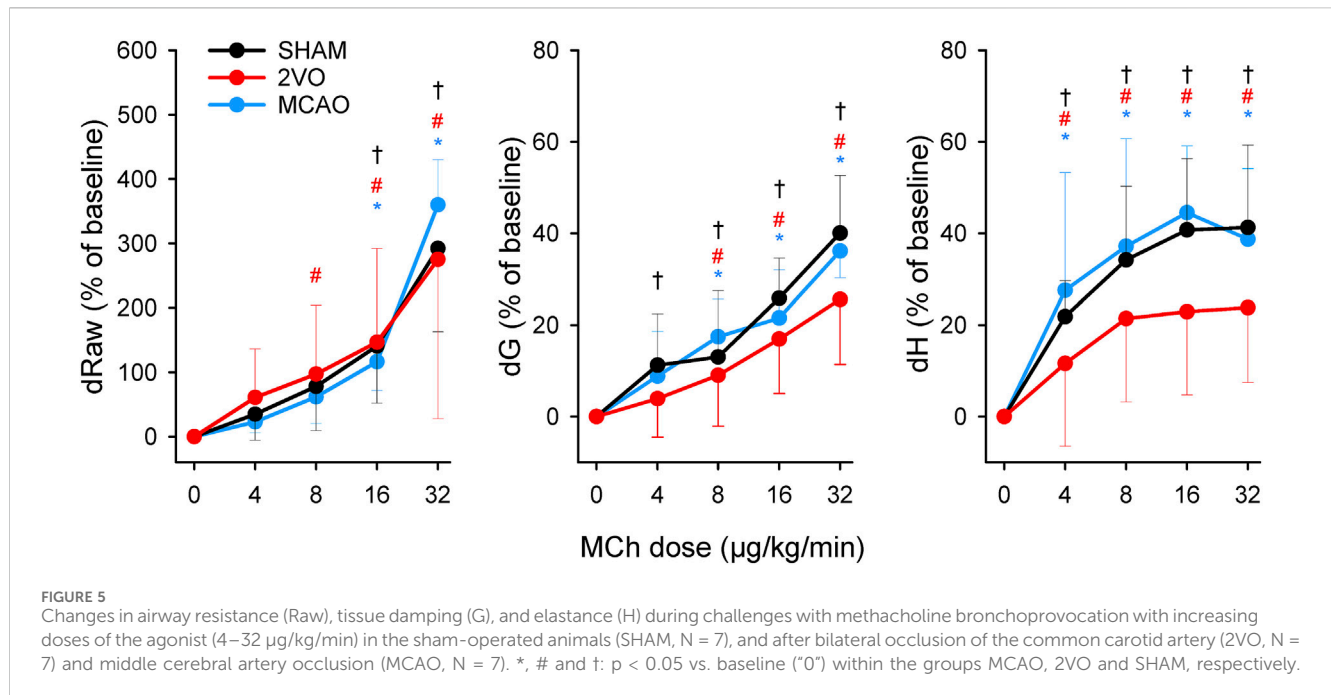 SHAM
2VO
MCAO
dRaw (% of baseline)
600
500
400
300
200
100
0
†
#
*
†
#
*
#
0 4 8 16 32
dG (% of baseline)
80
60
40
20
0
†
#
*
†
#
*
†
#
*
†
0 4 8 16 32
dH (% of baseline)
80
60
40
20
0
† † † †
# # # #
* * * *
0 4 8 16 32
MCh dose (µg/kg/min)
FIGURE 5
Changes in airway resistance (Raw), tissue damping (G), and elastance (H) during challenges with methacholine bronchoprovocation with increasing
doses of the agonist (4–32 µg/kg/min) in the sham-operated animals (SHAM, N = 7), and after bilateral occlusion of the common carotid artery (2VO, N =
7) and middle cerebral artery occlusion (MCAO, N = 7). *, # and †: p < 0.05 vs. baseline (“0”) within the groups MCAO, 2VO and SHAM, respectively.